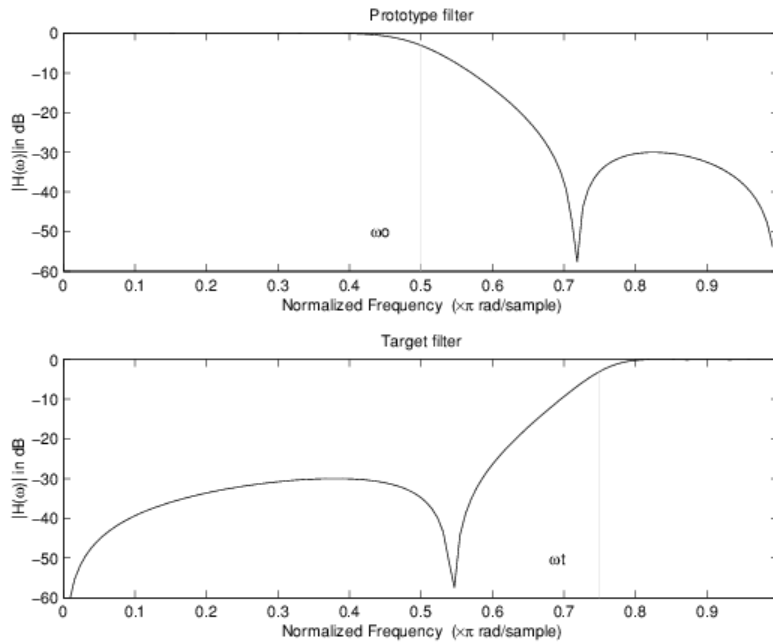 Prototype filter
0
−10
−20
−30
−40
−50
−60
|H(ω)|in dB
ωo
0 0.1 0.2 0.3 0.4 0.5 0.6 0.7 0.8 0.9
Normalized Frequency (×π rad/sample)
Target filter
0
−10
−20
−30
−40
−50
−60
|H(ω)| in dB
ωt
0 0.1 0.2 0.3 0.4 0.5 0.6 0.7 0.8 0.9
Normalized Frequency (×π rad/sample)